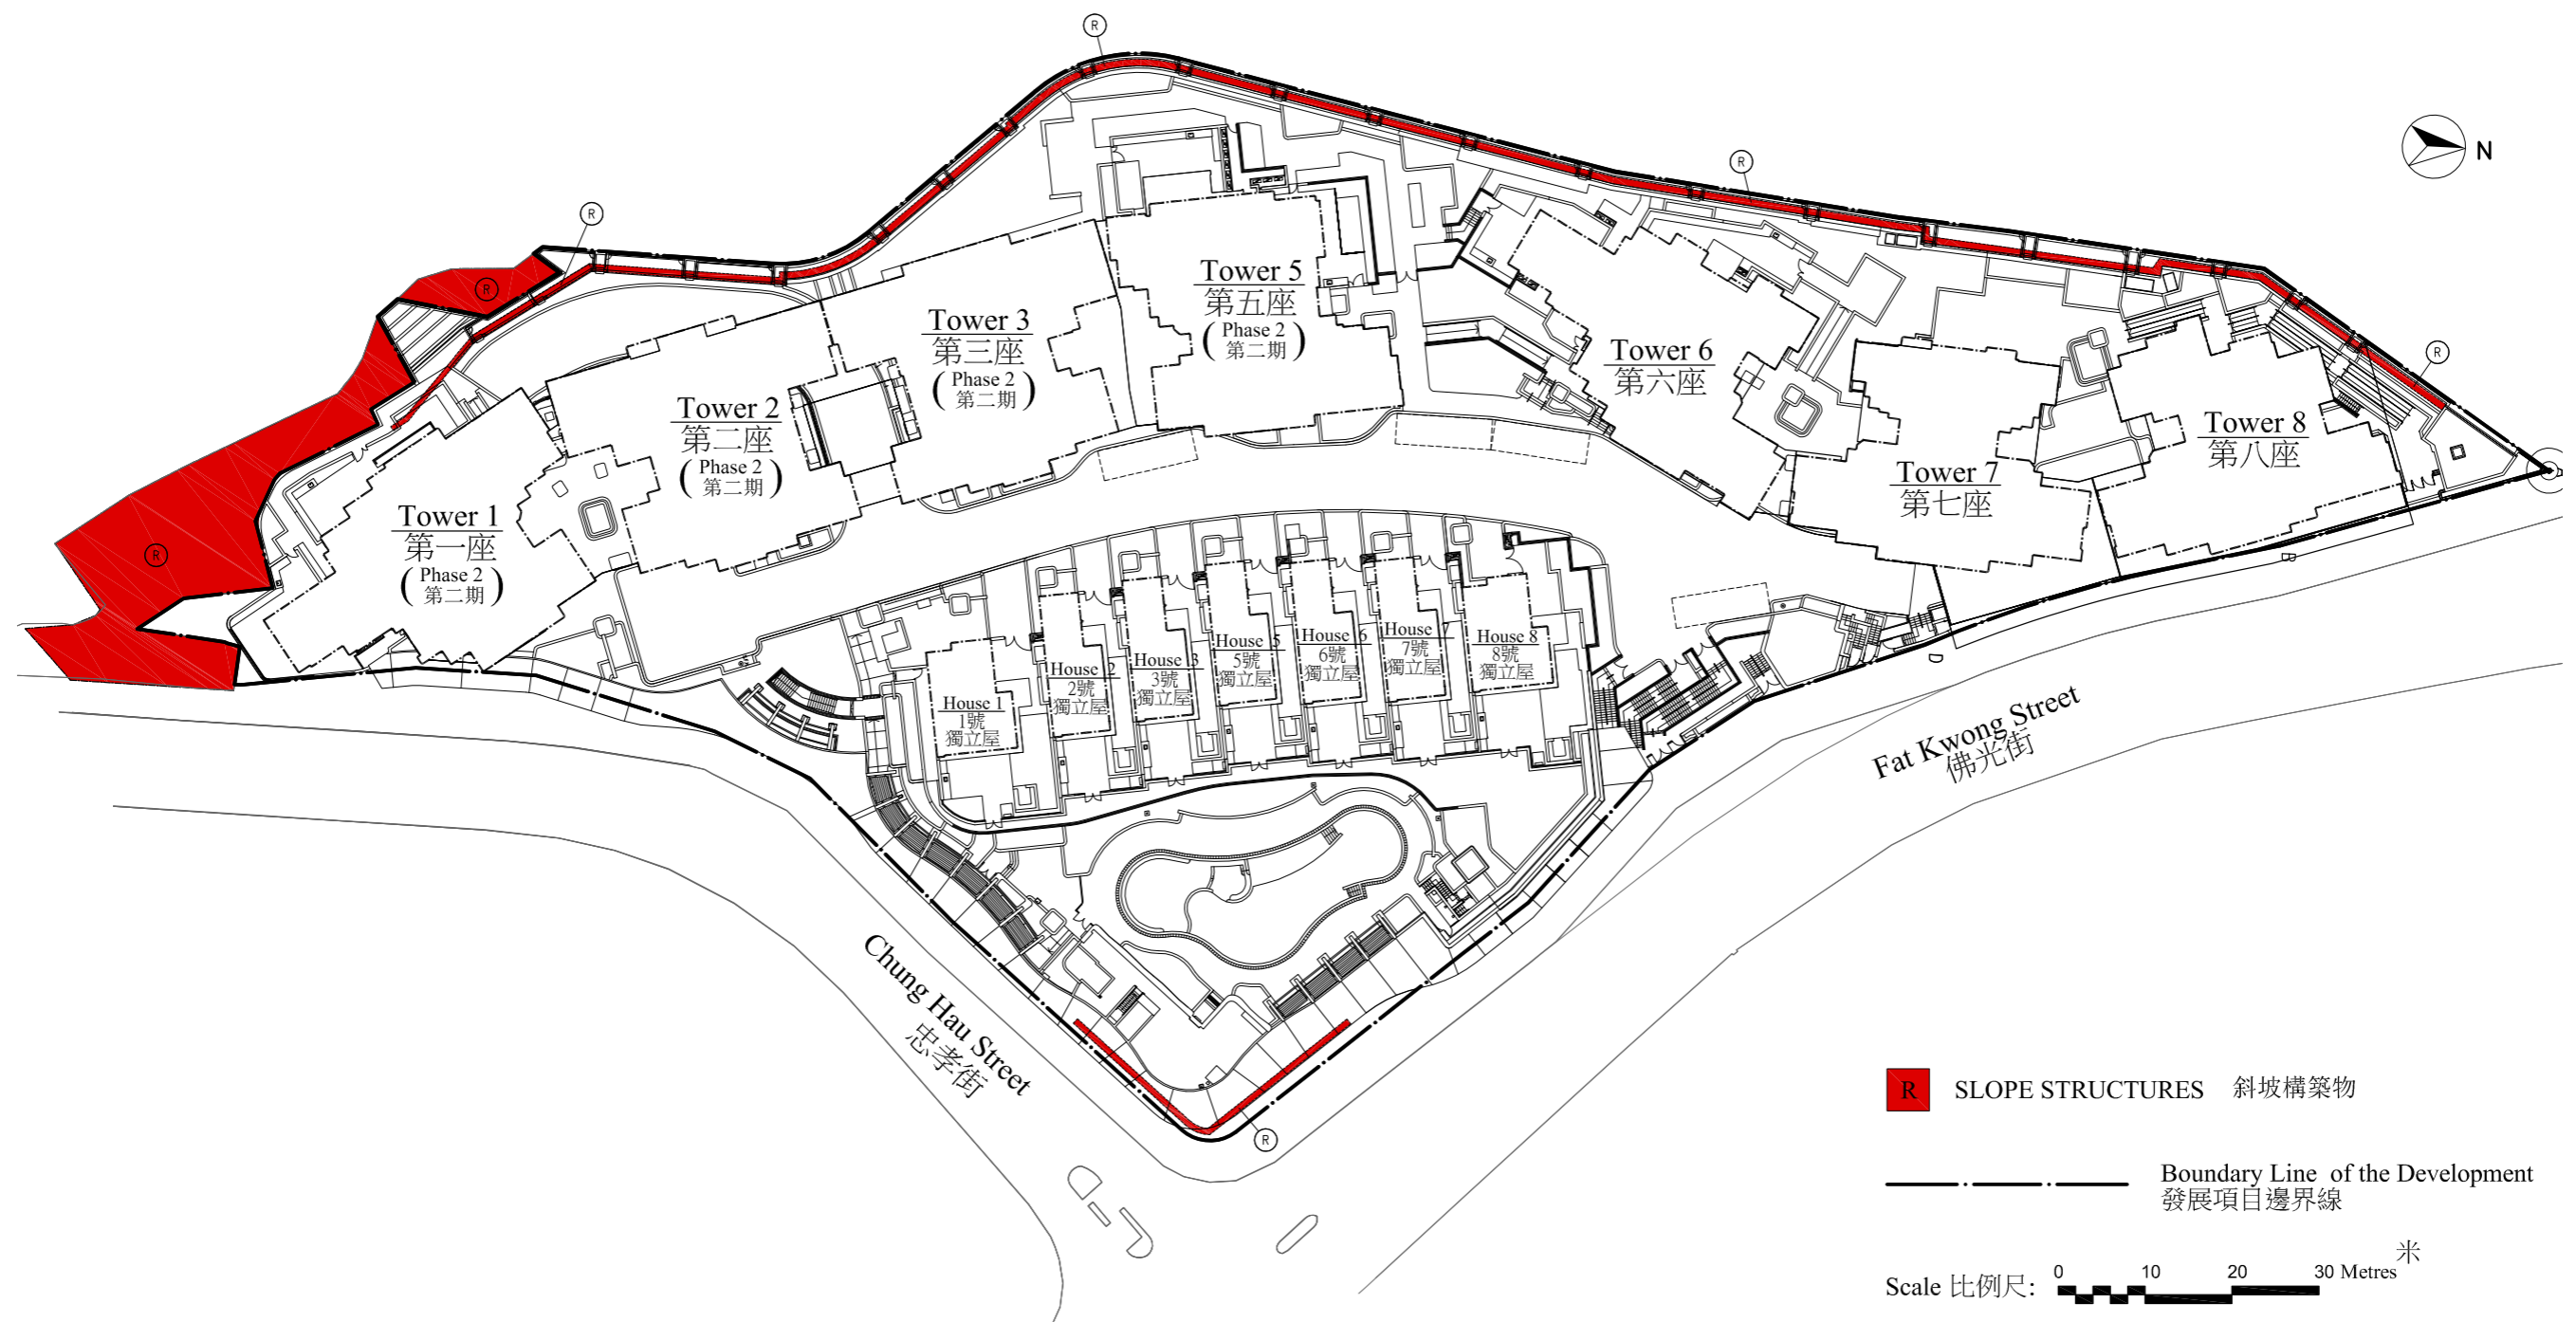 R
R
R
N
R
R
R
Tower 5
第五座
(Phase 2
第二期)
Tower 3
第三座
(Phase 2
第二期)
Tower 6
第六座
Tower 2
第二座
(Phase 2
第二期)
Tower 8
第八座
Tower 7
第七座
Tower 1
第一座
(Phase 2
第二期)
R
House 1
1號
獨立屋
House 2
2號
獨立屋
House 3
3號
獨立屋
House 5
5號
獨立屋
House 6
6號
獨立屋
House 7
7號
獨立屋
House 8
8號
獨立屋
Fat Kwong Street
佛光街
Chung Hau Street
忠孝街
R
R SLOPE STRUCTURES 斜坡構築物
Boundary Line of the Development
發展項目邊界線
Scale 比例尺: 0 10 20 30 Metres 米